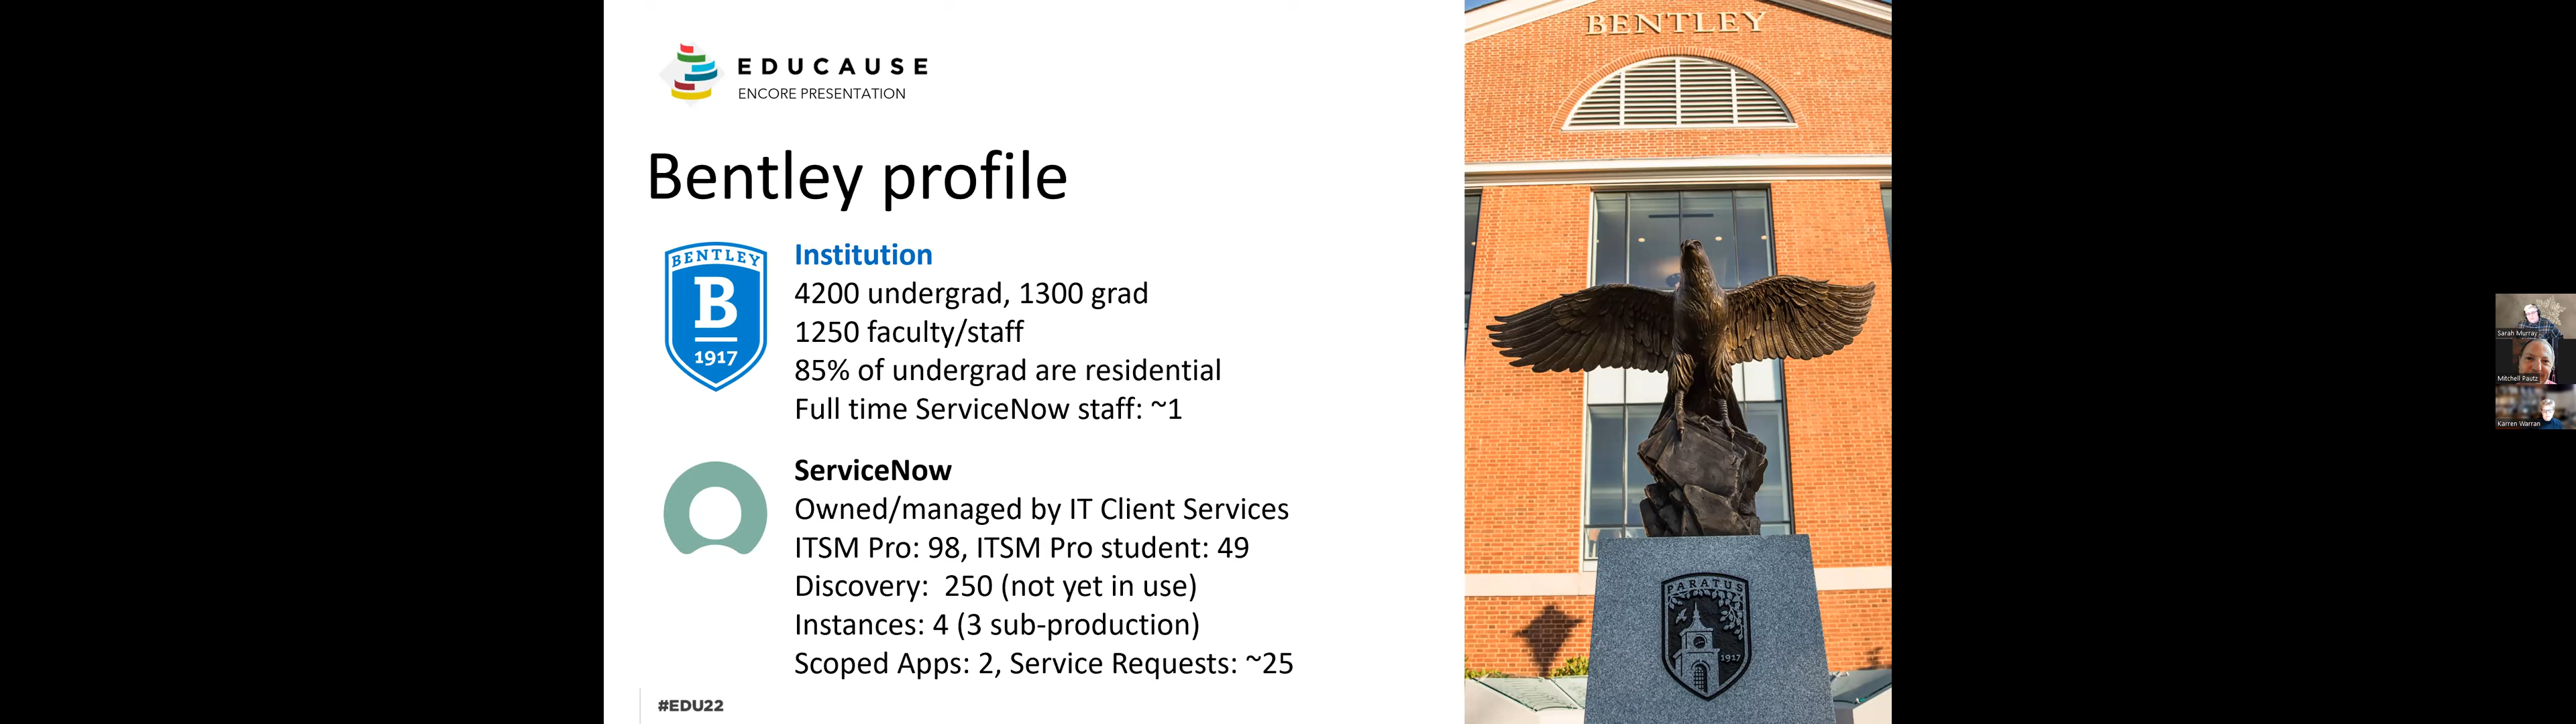 EDUCAUSE
ENCORE PRESENTATION
Bentley profile
BENTLEY
B
1917
Institution
4200 undergrad, 1300 grad
1250 faculty/staff
85% of undergrad are residential
Full time ServiceNow staff: ~1
ServiceNow
Owned/managed by IT Client Services
ITSM Pro: 98, ITSM Pro student: 49
Discovery:  250 (not yet in use)
Instances: 4 (3 sub-production)
Scoped Apps: 2, Service Requests: ~25
#EDU22
BENTLEY
PARATUS
1917
Sarah Murray
Mitchell Pautz
Karren Warran